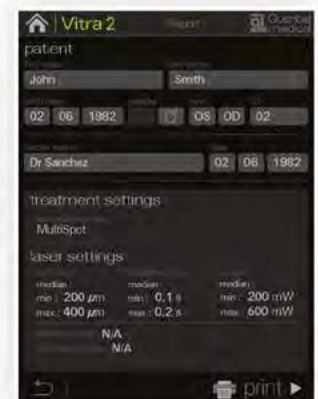 Vitra 2 Report Quantel medical
patient
John Smith
02 06 1982 OS OD 02
Dr Sanchez 02 06 1982
treatment settings
MultiSpot
laser settings
median : median : median :
min : 200 µm min : 0,1 s min : 200 mW
max : 400 µm max : 0,2 s max : 600 mW
N/A
N/A
print